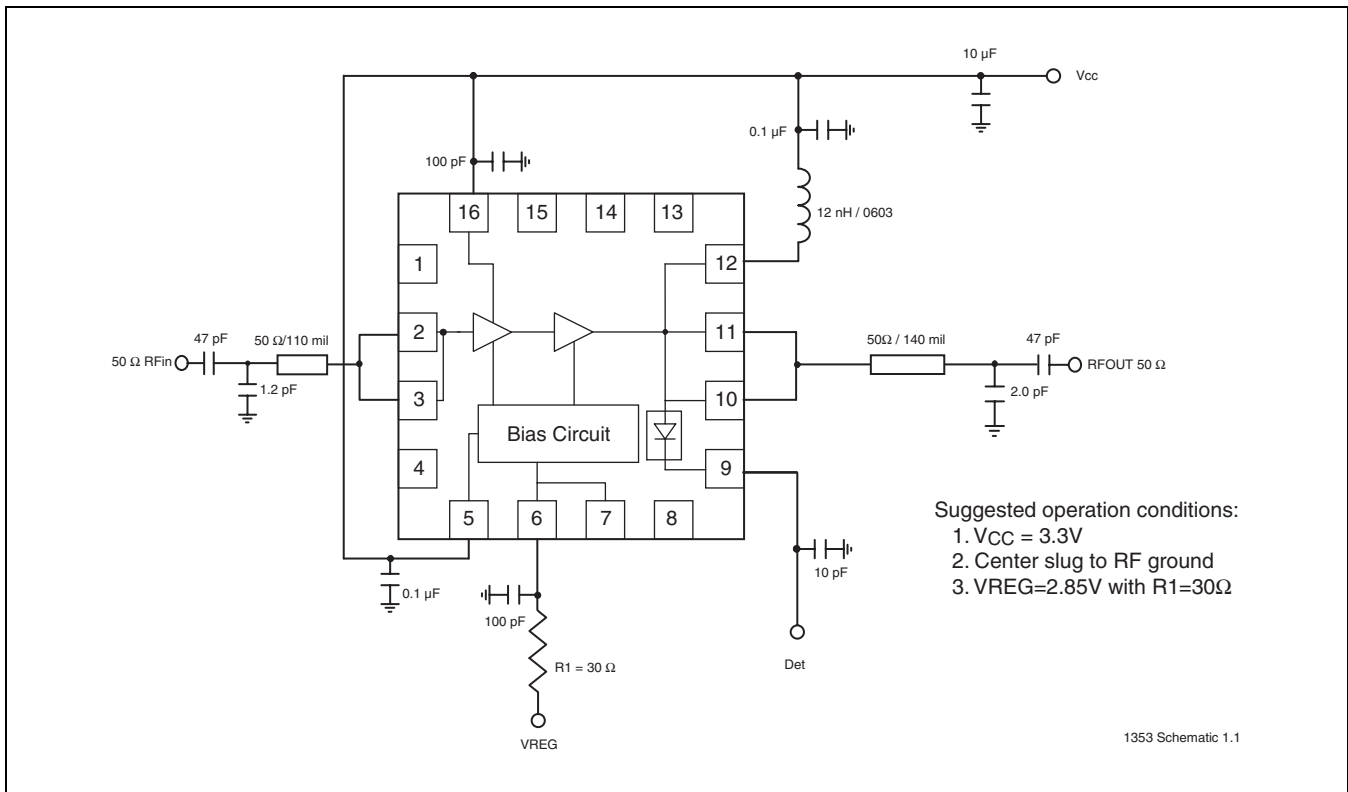 10 µF
Vcc
0.1 µF
100 pF
16
15
14
13
12 nH / 0603
1
12
47 pF
50 Ω/110 mil
2
11
50Ω / 140 mil
47 pF
50 Ω RFin
RFOUT 50 Ω
1.2 pF
3
10
2.0 pF
Bias Circuit
4
9
5
6
7
8
Suggested operation conditions:
1. VCC = 3.3V
2. Center slug to RF ground
3. VREG=2.85V with R1=30Ω
10 pF
0.1 µF
100 pF
R1 = 30 Ω
Det
VREG
1353 Schematic 1.1